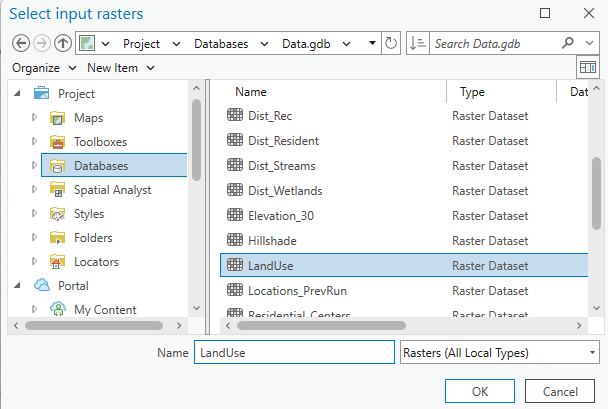 Select input rasters
Project Databases Data.gdb Search Data.gdb
Organize New Item
Project
Maps
Toolboxes
Databases
Spatial Analyst
Styles
Folders
Locators
Portal
My Content
Name Type Dat
Dist_Rec Raster Dataset
Dist_Resident Raster Dataset
Dist_Streams Raster Dataset
Dist_Wetlands Raster Dataset
Elevation_30 Raster Dataset
Hillshade Raster Dataset
LandUse Raster Dataset
Locations_PrevRun Raster Dataset
Residential_Centers Raster Dataset
Name LandUse Rasters (All Local Types)
OK Cancel